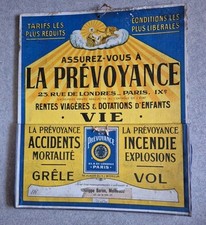 TARIFS LES
PLUS RÉDUITS
CONDITIONS LES
PLUS LIBÉRALES
ASSUREZ-VOUS À
LA PRÉVOYANCE
23, RUE DE LONDRES _ PARIS, IXE
RENTES VIAGÈRES & DOTATIONS D'ENFANTS
VIE
LA PRÉVOYANCE
ACCIDENTS
MORTALITÉ
GRÊLE
PRÉVOYANCE
PARIS
LA PRÉVOYANCE
INCENDIE
EXPLOSIONS
VOL